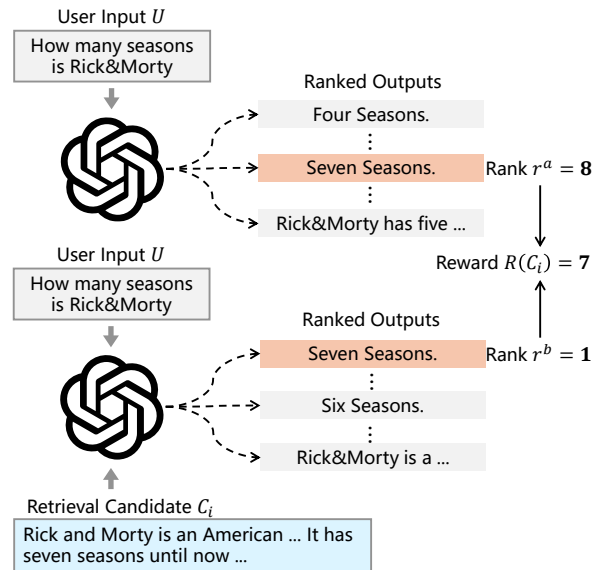 User Input U
How many seasons
is Rick&Morty
Ranked Outputs
Four Seasons.
⋮
Seven Seasons.
Rank r^a = 8
⋮
Rick&Morty has five ...
Reward R(C_i) = 7
User Input U
How many seasons
is Rick&Morty
Ranked Outputs
Seven Seasons.
Rank r^b = 1
⋮
Six Seasons.
⋮
Rick&Morty is a ...
Retrieval Candidate C_i
Rick and Morty is an American ... It has
seven seasons until now ...